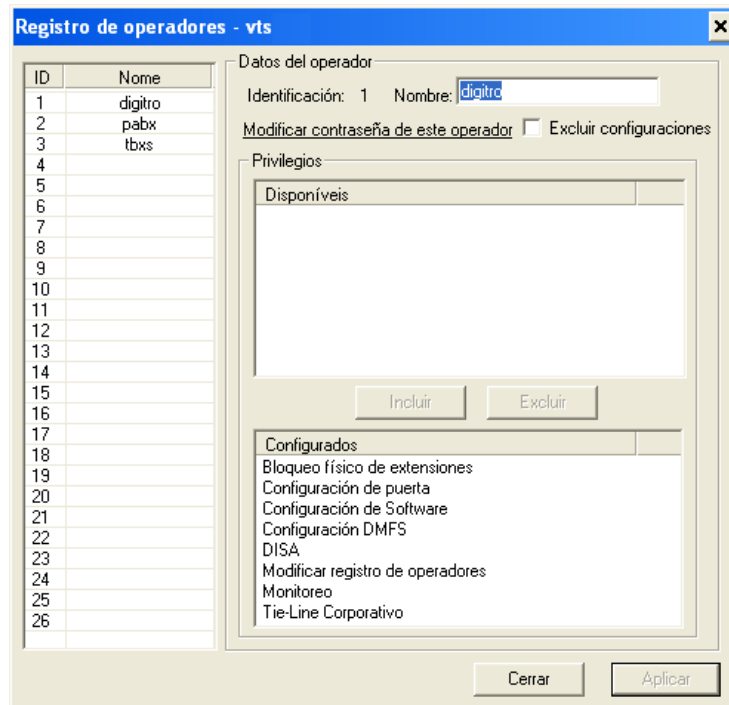 Registro de operadores - vts
ID Nome
1 digitro
2 pabx
3 tbxs
4
5
6
7
8
9
10
11
12
13
14
15
16
17
18
19
20
21
22
23
24
25
26
Datos del operador
Identificación: 1 Nombre: digitro
Modificar contraseña de este operador Excluir configuraciones
Privilegios
Disponíveis
Incluir Excluir
Configurados
Bloqueo físico de extensiones
Configuración de puerta
Configuración de Software
Configuración DMFS
DISA
Modificar registro de operadores
Monitoreo
Tie-Line Corporativo
Cerrar Aplicar